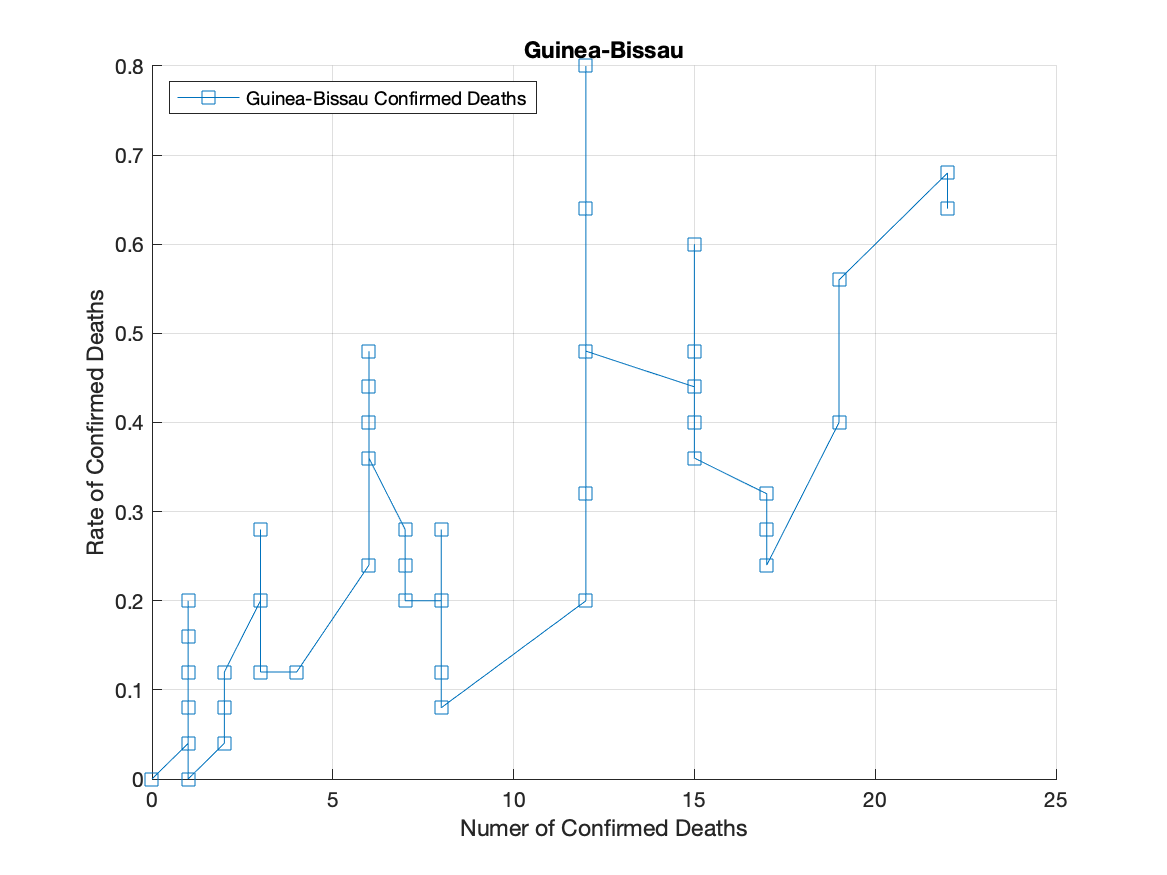 Guinea-Bissau
Guinea-Bissau Confirmed Deaths
0.8
0.7
0.6
0.5
0.4
0.3
0.2
0.1
0
Rate of Confirmed Deaths
0 5 10 15 20 25
Numer of Confirmed Deaths